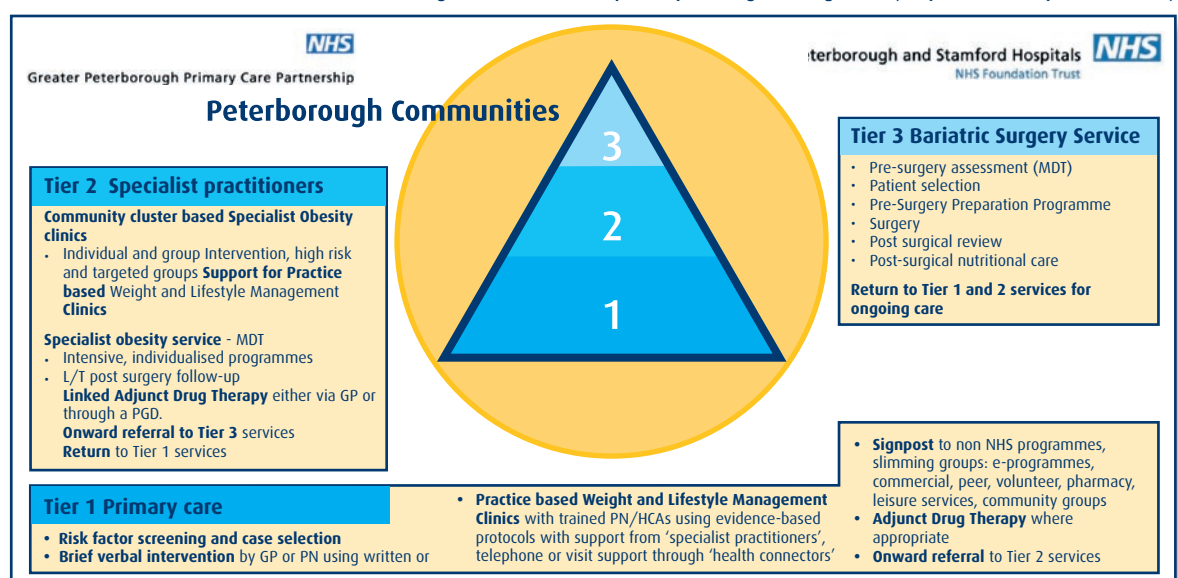 NHS
Greater Peterborough Primary Care Partnership
terborough and Stamford Hospitals NHS
NHS Foundation Trust
Peterborough Communities
3
2
1
Tier 2 Specialist practitioners
Community cluster based Specialist Obesity
clinics
• Individual and group Intervention, high risk
and targeted groups Support for Practice
based Weight and Lifestyle Management
Clinics
Specialist obesity service - MDT
• Intensive, individualised programmes
• L/T post surgery follow-up
Linked Adjunct Drug Therapy either via GP or
through a PGD.
Onward referral to Tier 3 services
Return to Tier 1 services
Tier 3 Bariatric Surgery Service
• Pre-surgery assessment (MDT)
• Patient selection
• Pre-Surgery Preparation Programme
• Surgery
• Post surgical review
• Post-surgical nutritional care
Return to Tier 1 and 2 services for
ongoing care
Tier 1 Primary care
• Risk factor screening and case selection
• Brief verbal intervention by GP or PN using written or
• Practice based Weight and Lifestyle Management
Clinics with trained PN/HCAs using evidence-based
protocols with support from ‘specialist practitioners’,
telephone or visit support through ‘health connectors’
• Signpost to non NHS programmes,
slimming groups: e-programmes,
commercial, peer, volunteer, pharmacy,
leisure services, community groups
• Adjunct Drug Therapy where
appropriate
• Onward referral to Tier 2 services